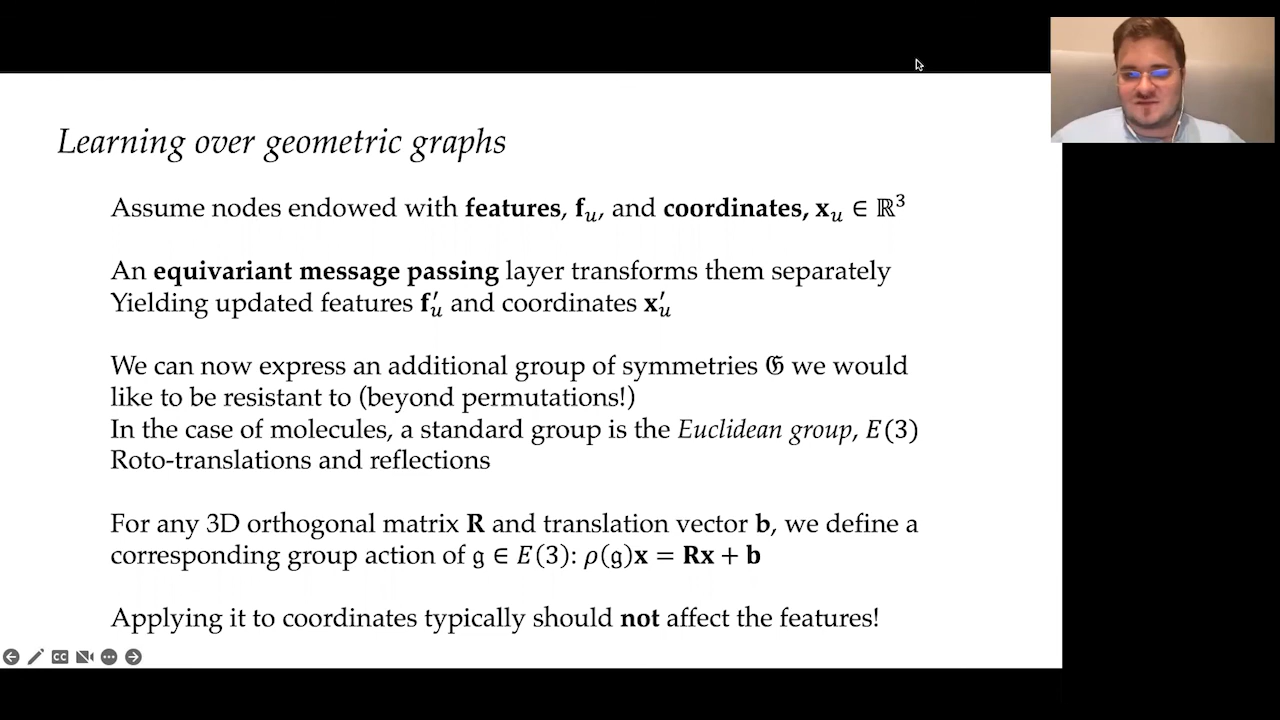 Learning over geometric graphs
Assume nodes endowed with features, f𝑢, and coordinates, x𝑢 ∈ ℝ³
An equivariant message passing layer transforms them separately
Yielding updated features f′𝑢 and coordinates x′𝑢
We can now express an additional group of symmetries 𝔊 we would
like to be resistant to (beyond permutations!)
In the case of molecules, a standard group is the Euclidean group, E(3)
Roto-translations and reflections
For any 3D orthogonal matrix R and translation vector b, we define a
corresponding group action of 𝔤 ∈ E(3): ρ(𝔤)x = Rx + b
Applying it to coordinates typically should not affect the features!
CC